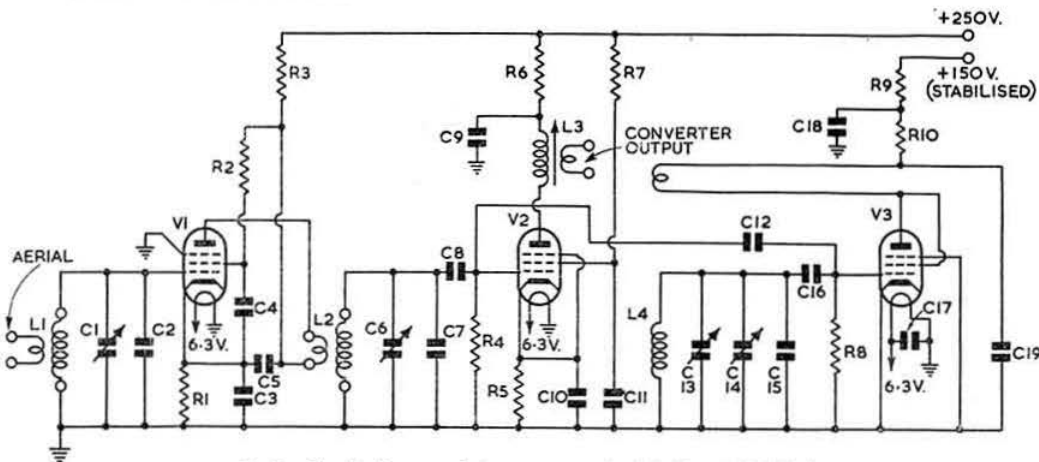 +250V.
R3
R6
R7
R9
+150V.
(STABILISED)
C18
R10
C9
L3
CONVERTER
OUTPUT
R2
V1
V2
V3
C12
AERIAL
C8
C16
C17
L1
C1
C2
C4
L2
C6
C7
R4
L4
R8
C19
6·3V.
C5
6·3V.
C
13
C
14
C15
6·3V.
R1
C3
R5
C10
C11